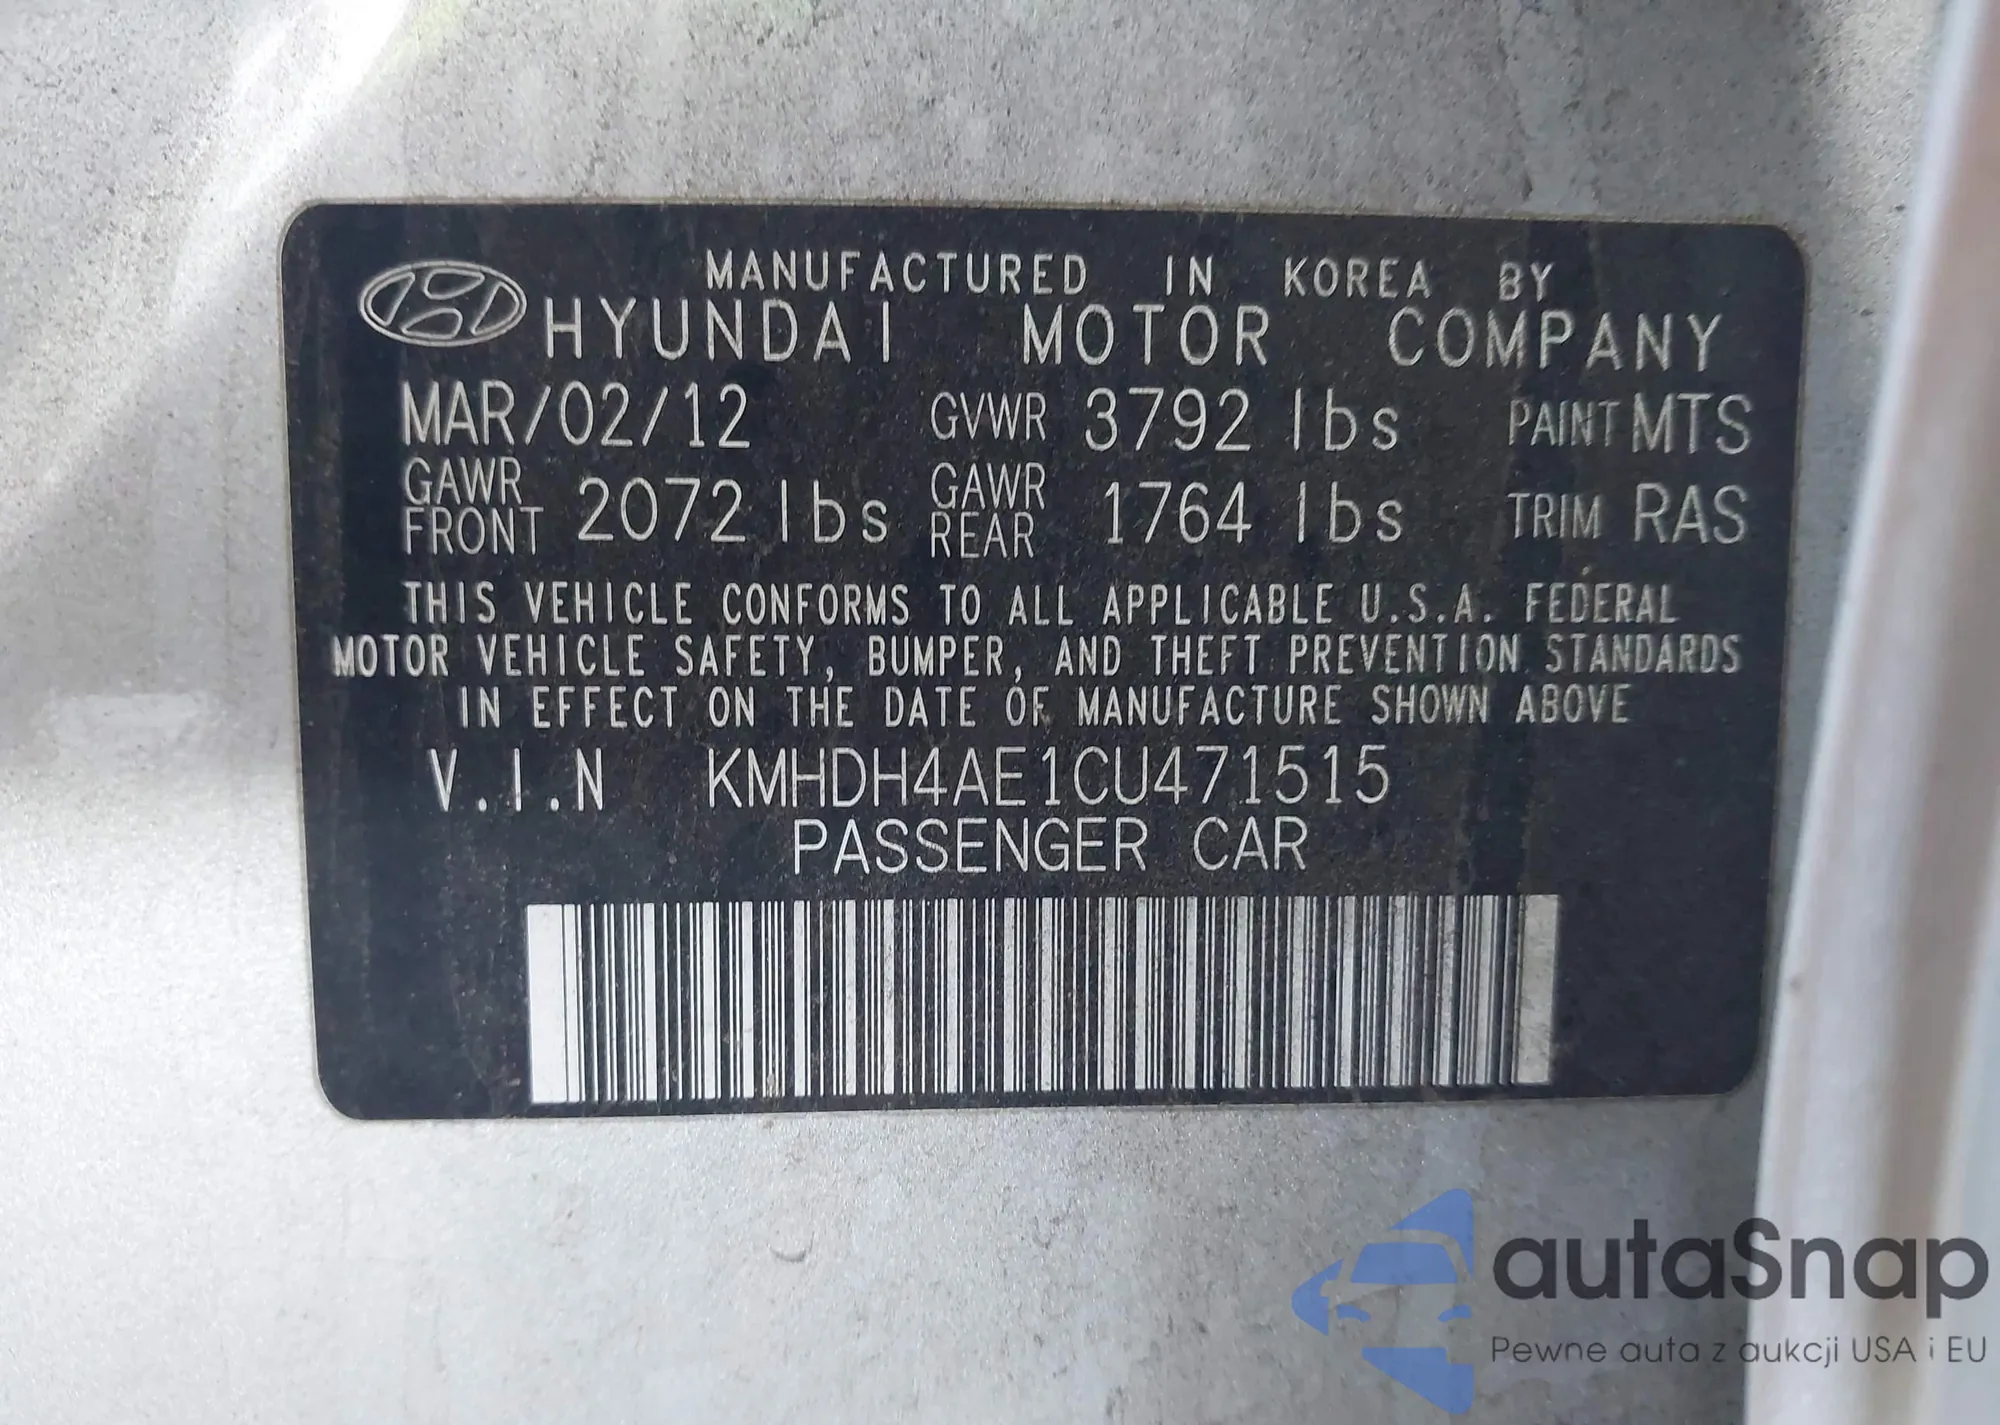 MANUFACTURED IN KOREA BY
HYUNDAI MOTOR COMPANY
MAR/02/12 GVWR 3792 lbs PAINT MTS
GAWR FRONT 2072 lbs GAWR REAR 1764 lbs TRIM RAS
THIS VEHICLE CONFORMS TO ALL APPLICABLE U.S.A. FEDERAL
MOTOR VEHICLE SAFETY, BUMPER, AND THEFT PREVENTION STANDARDS
IN EFFECT ON THE DATE OF MANUFACTURE SHOWN ABOVE
V.I.N KMHDH4AE1CU471515
PASSENGER CAR
autaSnap
Pewne auta z aukcji USA i EU